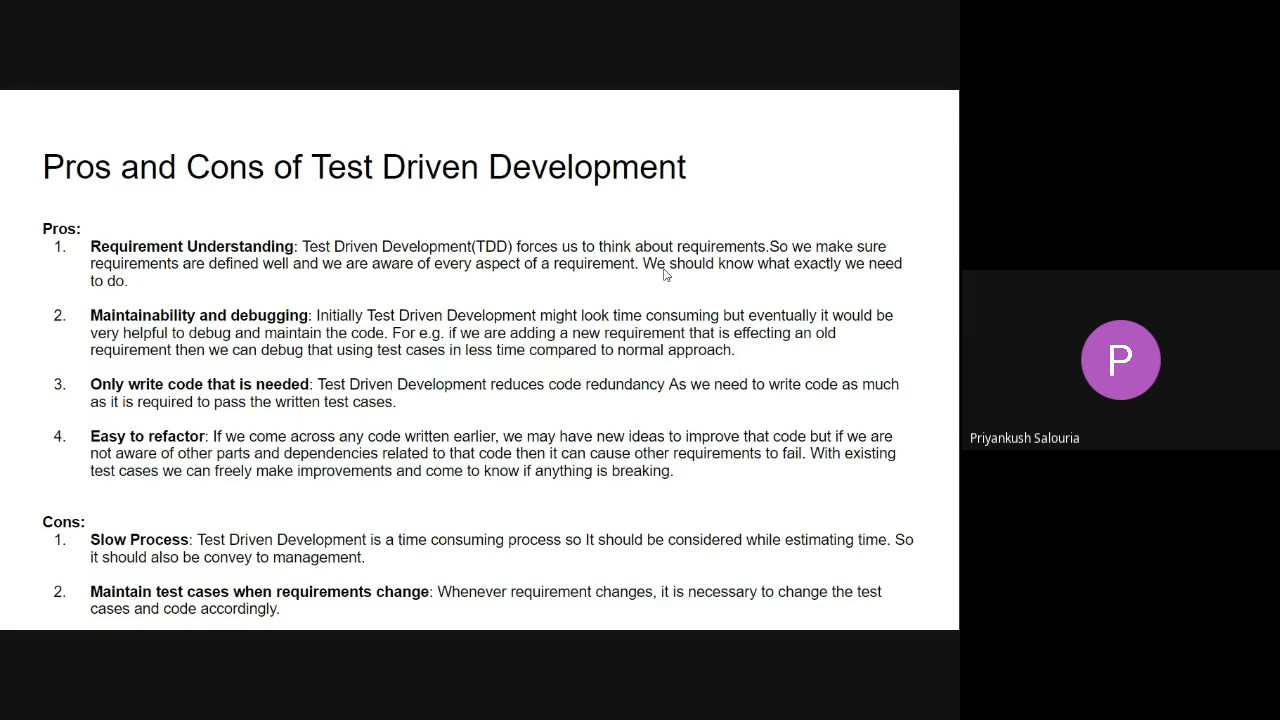 Pros and Cons of Test Driven Development
Pros:
1. Requirement Understanding: Test Driven Development(TDD) forces us to think about requirements.So we make sure
requirements are defined well and we are aware of every aspect of a requirement. We should know what exactly we need
to do.
2. Maintainability and debugging: Initially Test Driven Development might look time consuming but eventually it would be
very helpful to debug and maintain the code. For e.g. if we are adding a new requirement that is effecting an old
requirement then we can debug that using test cases in less time compared to normal approach.
3. Only write code that is needed: Test Driven Development reduces code redundancy As we need to write code as much
as it is required to pass the written test cases.
4. Easy to refactor: If we come across any code written earlier, we may have new ideas to improve that code but if we are
not aware of other parts and dependencies related to that code then it can cause other requirements to fail. With existing
test cases we can freely make improvements and come to know if anything is breaking.
Cons:
1. Slow Process: Test Driven Development is a time consuming process so It should be considered while estimating time. So
it should also be convey to management.
2. Maintain test cases when requirements change: Whenever requirement changes, it is necessary to change the test
cases and code accordingly.
P
Priyankush Salouria